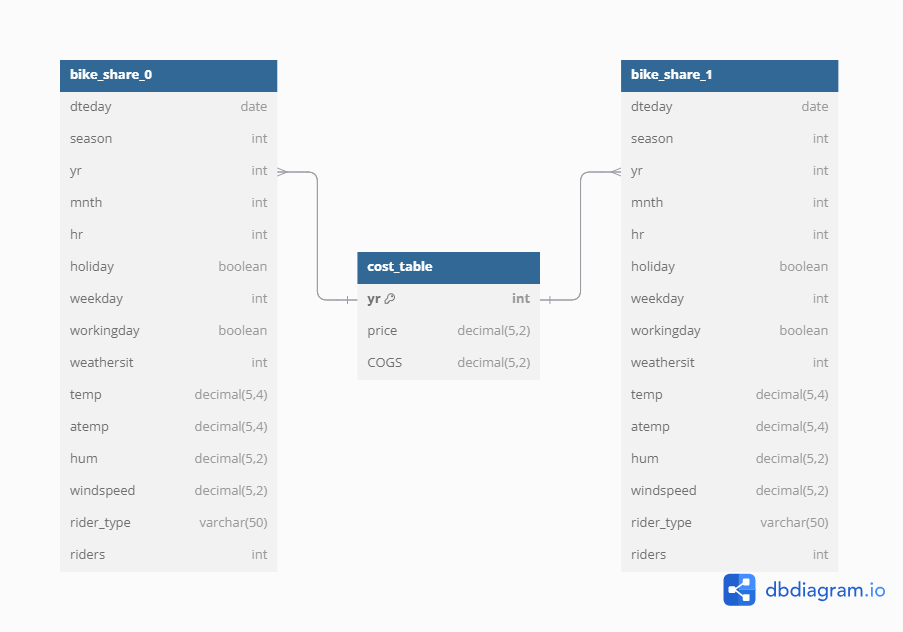 bike_share_0
dteday date
season int
yr int
mnth int
hr int
holiday boolean
weekday int
workingday boolean
weathersit int
temp decimal(5,4)
atemp decimal(5,4)
hum decimal(5,2)
windspeed decimal(5,2)
rider_type varchar(50)
riders int
cost_table
yr int
price decimal(5,2)
COGS decimal(5,2)
bike_share_1
dteday date
season int
yr int
mnth int
hr int
holiday boolean
weekday int
workingday boolean
weathersit int
temp decimal(5,4)
atemp decimal(5,4)
hum decimal(5,2)
windspeed decimal(5,2)
rider_type varchar(50)
riders int
dbdiagram.io